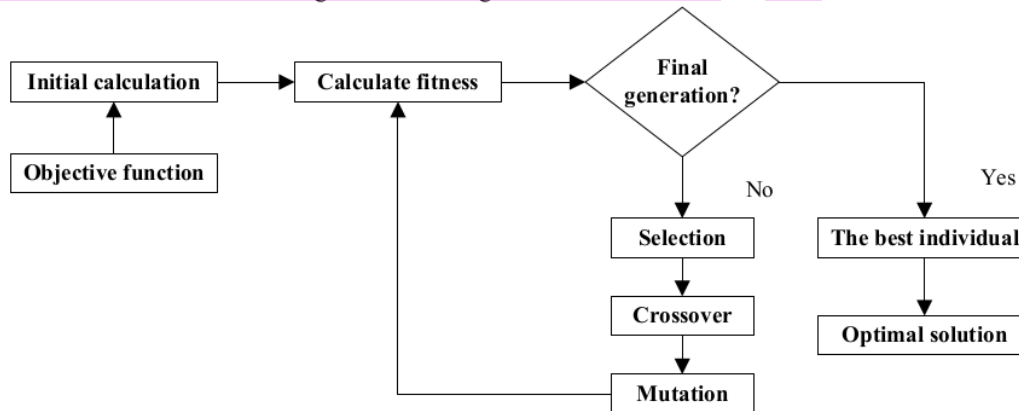 Initial calculation
Calculate fitness
Final
generation?
Objective function
No
Yes
Selection
The best individual
Crossover
Optimal solution
Mutation